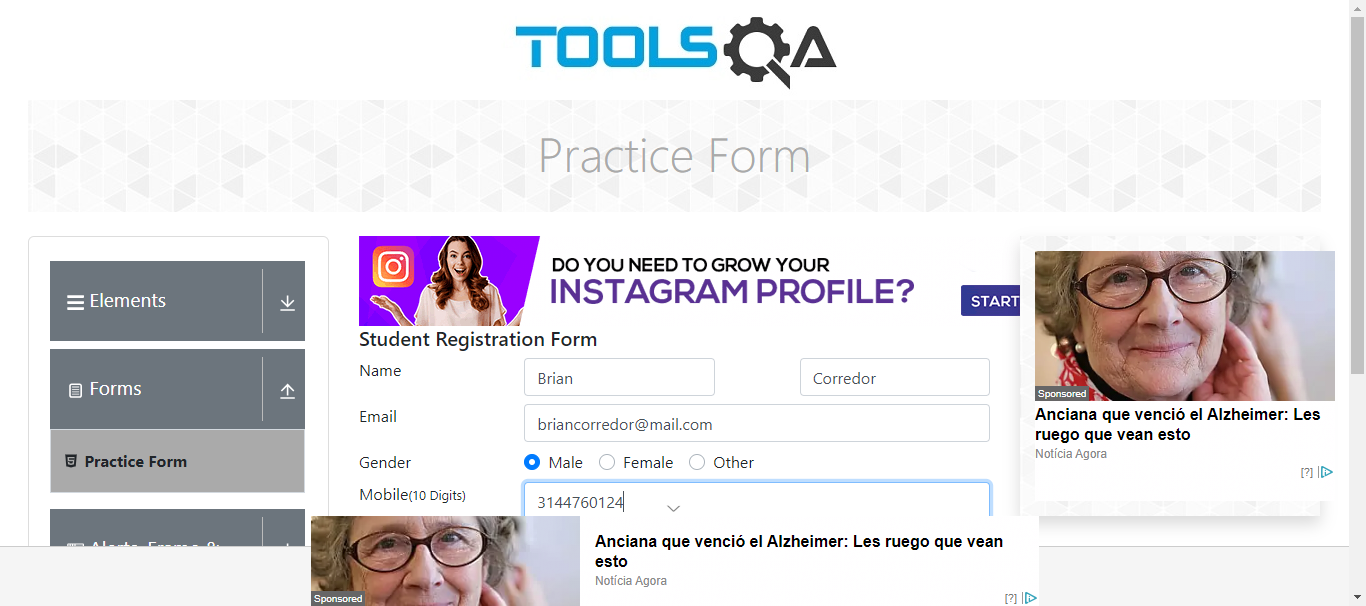 TOOLSQA
Practice Form
Elements
Forms
Practice Form
DO YOU NEED TO GROW YOUR
INSTAGRAM PROFILE?
START
Student Registration Form
Name
Brian
Corredor
Email
briancorredor@mail.com
Gender
Male
Female
Other
Mobile(10 Digits)
3144760124
Sponsored
Anciana que venció el Alzheimer: Les
ruego que vean esto
Notícia Agora
[?]
Sponsored
Anciana que venció el Alzheimer: Les ruego que vean
esto
Notícia Agora
[?]